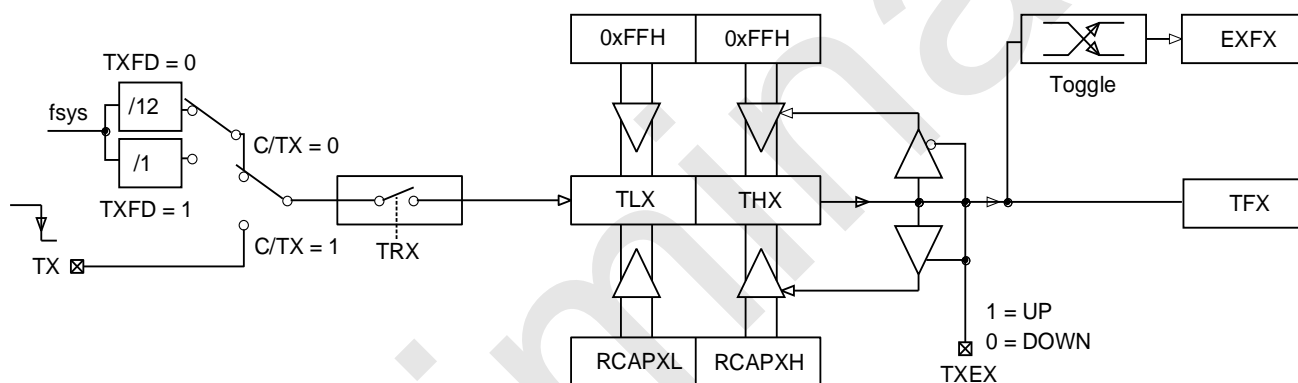 0xFFH 0xFFH
EXFX
Toggle
TXFD = 0
fsys
/12
C/TX = 0
/1
TXFD = 1
TLX THX
TFX
C/TX = 1
TRX
TX
1 = UP
0 = DOWN
RCAPXL RCAPXH
TXEX